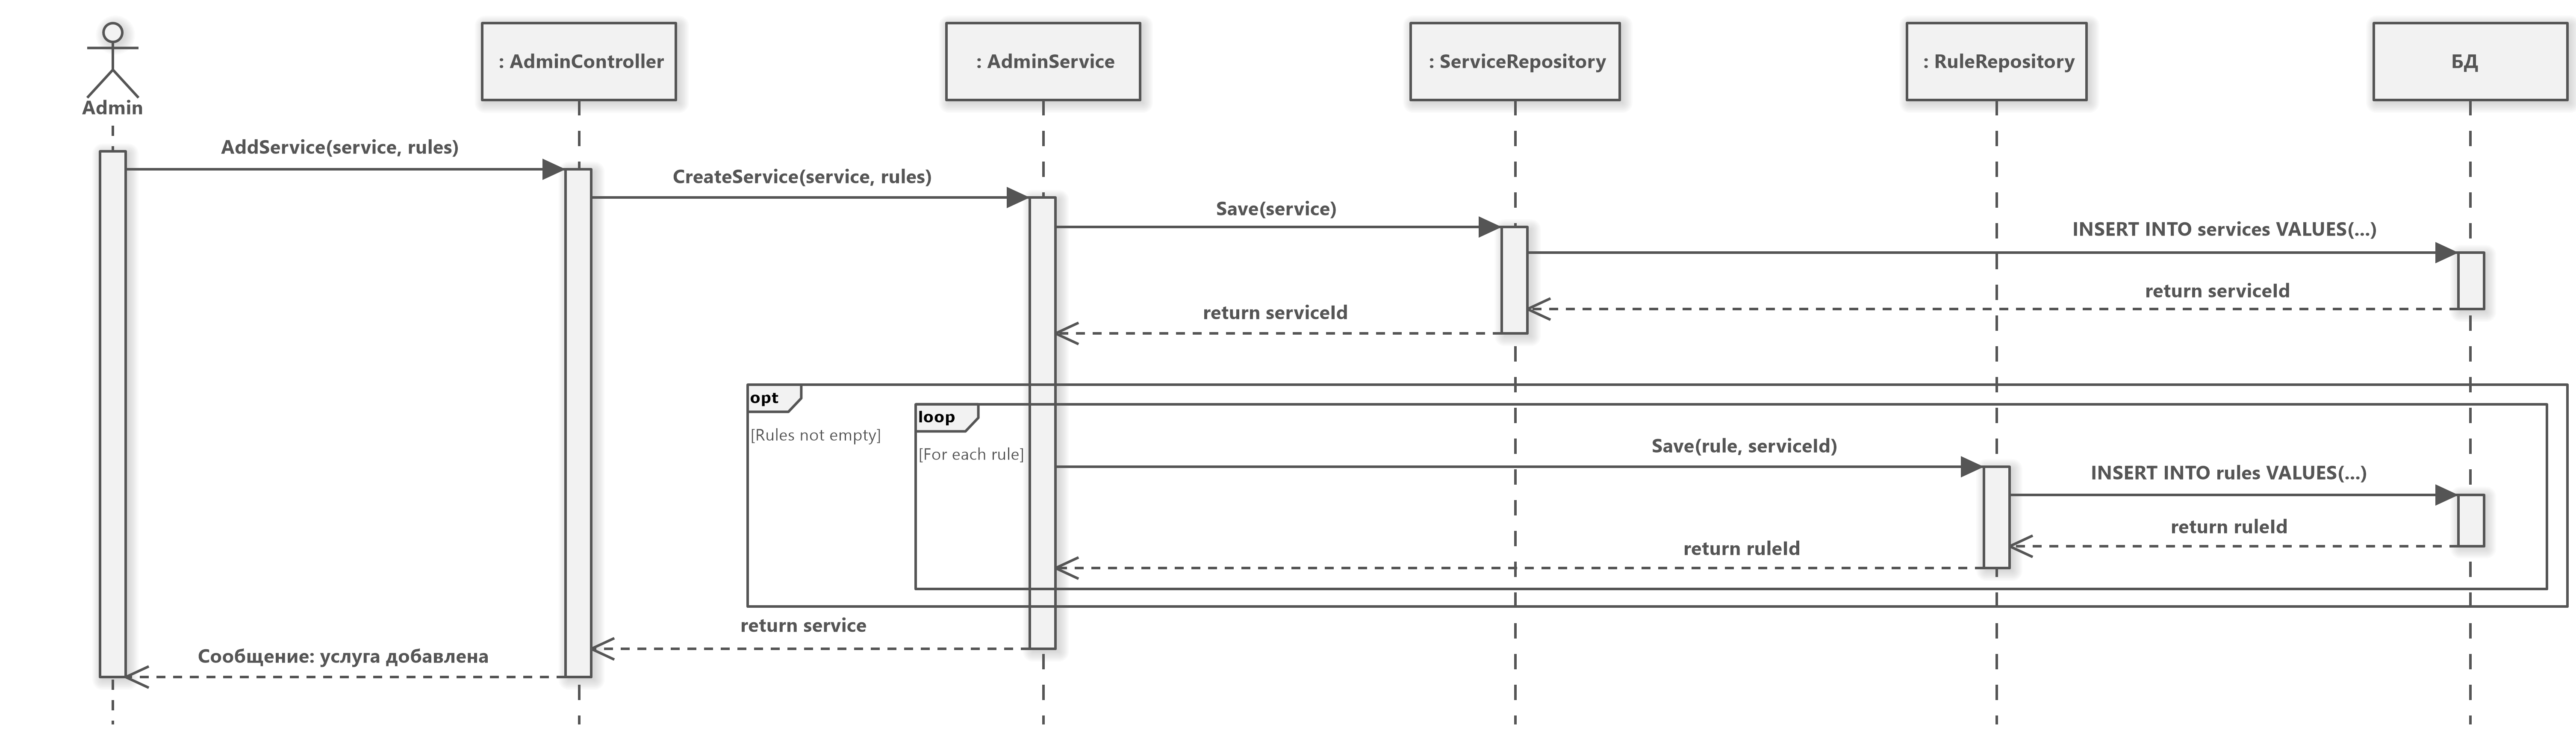 Admin
: AdminController
: AdminService
: ServiceRepository
: RuleRepository
БД
AddService(service, rules)
CreateService(service, rules)
Save(service)
INSERT INTO services VALUES(...)
return serviceId
return serviceId
opt
[Rules not empty]
loop
[For each rule]
Save(rule, serviceId)
INSERT INTO rules VALUES(...)
return ruleId
return ruleId
return service
Сообщение: услуга добавлена